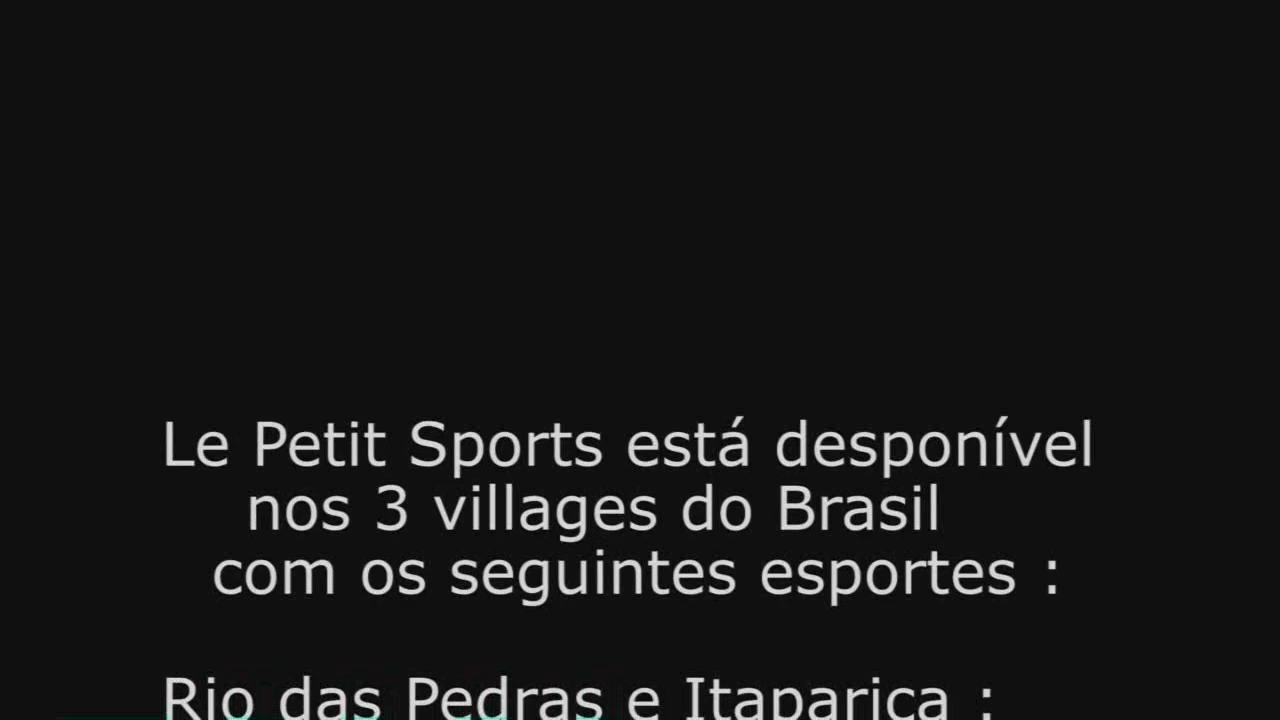 Le Petit Sports está desponível
nos 3 villages do Brasil
com os seguintes esportes :
Rio das Pedras e Itaparica :